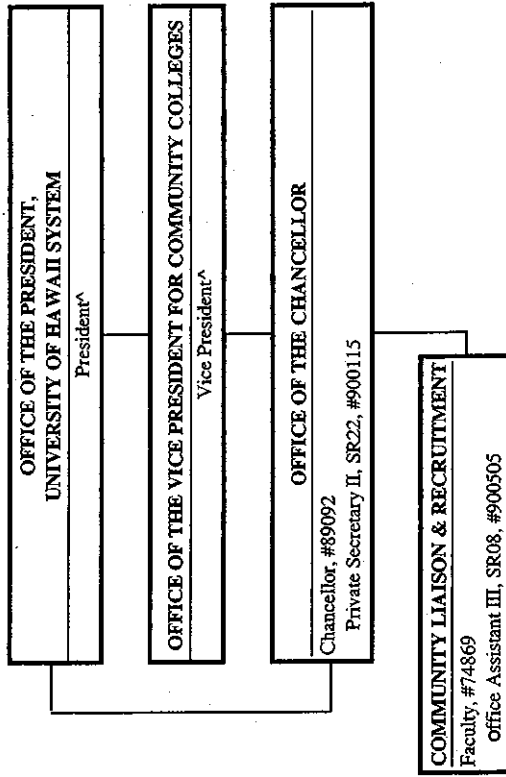 OFFICE OF THE PRESIDENT,
UNIVERSITY OF HAWAII SYSTEM
President^
OFFICE OF THE VICE PRESIDENT FOR COMMUNITY COLLEGES
Vice President^
OFFICE OF THE CHANCELLOR
Chancellor, #89092
Private Secretary II, SR22, #900115
COMMUNITY LIAISON & RECRUITMENT
Faculty, #74869
office Assistant III, SR08, #900505